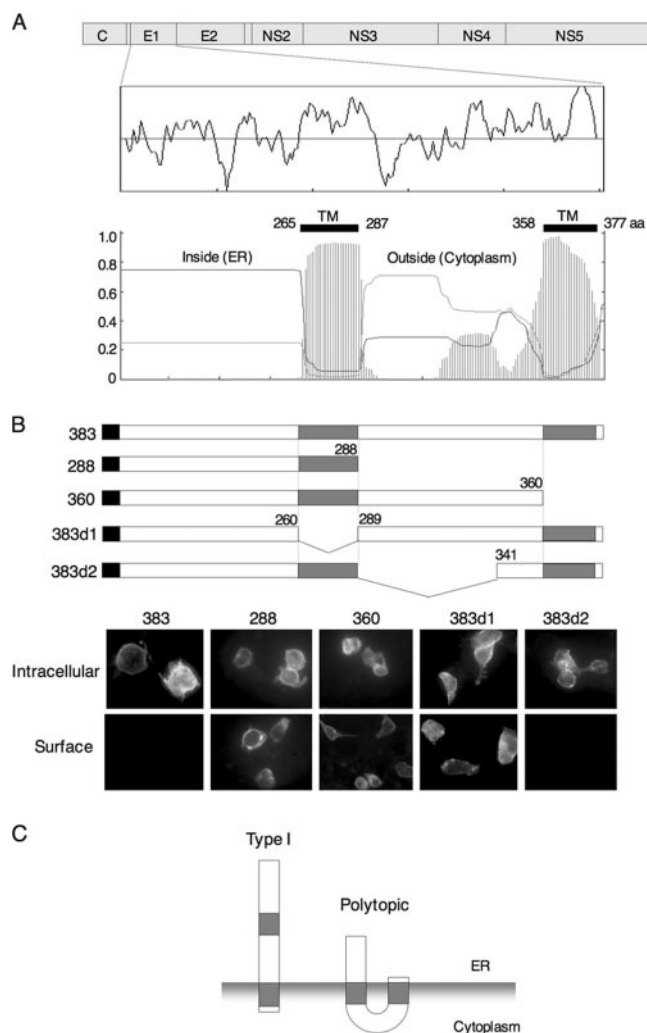 A
C E1 E2 NS2 NS3 NS4 NS5
265 TM 287 358 TM 377 aa
1.0
Inside (ER) Outside (Cytoplasm)
0.8
0.6
0.4
0.2
0
B
383
288
288
360
360
260 289
383d1
341
383d2
383 288 360 383d1 383d2
Intracellular
Surface
C
Type I
Polytopic
ER
Cytoplasm